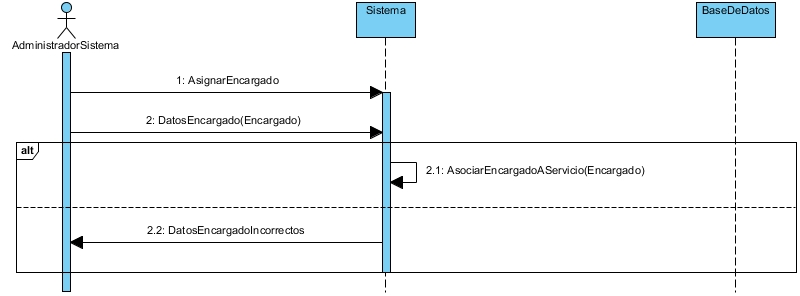 Sistema
BaseDeDatos
AdministradorSistema
1: AsignarEncargado
2: DatosEncargado(Encargado)
alt
2.1: AsociarEncargadoAServicio(Encargado)
2.2: DatosEncargadoIncorrectos